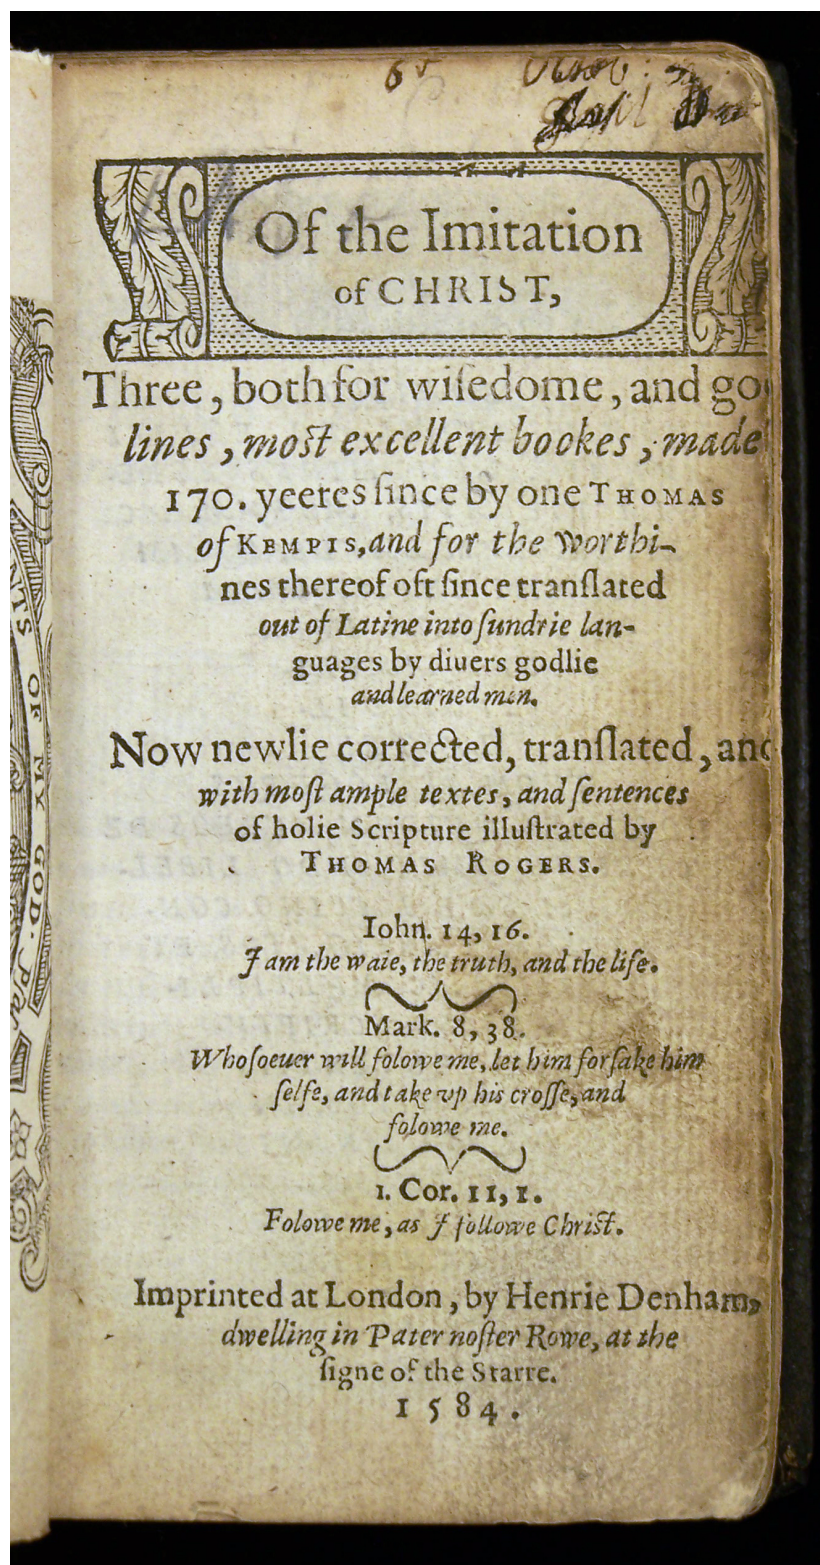 Of the Imitation
of CHRIST,
Three, both for wiſedome, and go
lines, moſt excellent bookes, made
170. yeeres ſince by one THOMAS
of KEMPIS, and for the worthi-
nes thereof oft ſince tranſlated
out of Latine into ſundrie lan-
guages by diuers godlie
and learned men.
Now newlie corrected, tranſlated, and
with moſt ample textes, and ſentences
of holie Scripture illuſtrated by
THOMAS ROGERS.
Iohn. 14, 16.
I am the waie, the truth, and the life.
Mark. 8, 38.
Whoſoeuer will folowe me, let him forſake him
ſelfe, and take vp his croſſe, and
folowe me.
1. Cor. 11, 1.
Folowe me, as I followe Chriſt.
Imprinted at London, by Henrie Denham,
dwelling in Pater noſter Rowe, at the
ſigne of the Starre.
1584.
OF MY GOD.